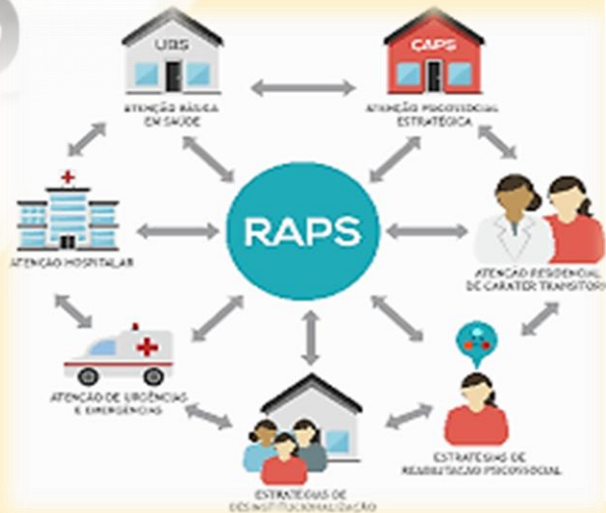 UBS
CAPS
ATENÇÃO BÁSICA
EM SAÚDE
ATENÇÃO PSICOSSOCIAL
ESTRATÉGICA
RAPS
ATENÇÃO HOSPITALAR
ATENÇÃO RESIDENCIAL
DE CARÁTER TRANSITÓRI
ATENÇÃO DE URGÊNCIAS
E EMERGÊNCIAS
ESTRATÉGIAS DE
REABILITAÇÃO PSICOSSOCIAL
ESTRATÉGIAS DE
DESINSTITUCIONALIZAÇÃO